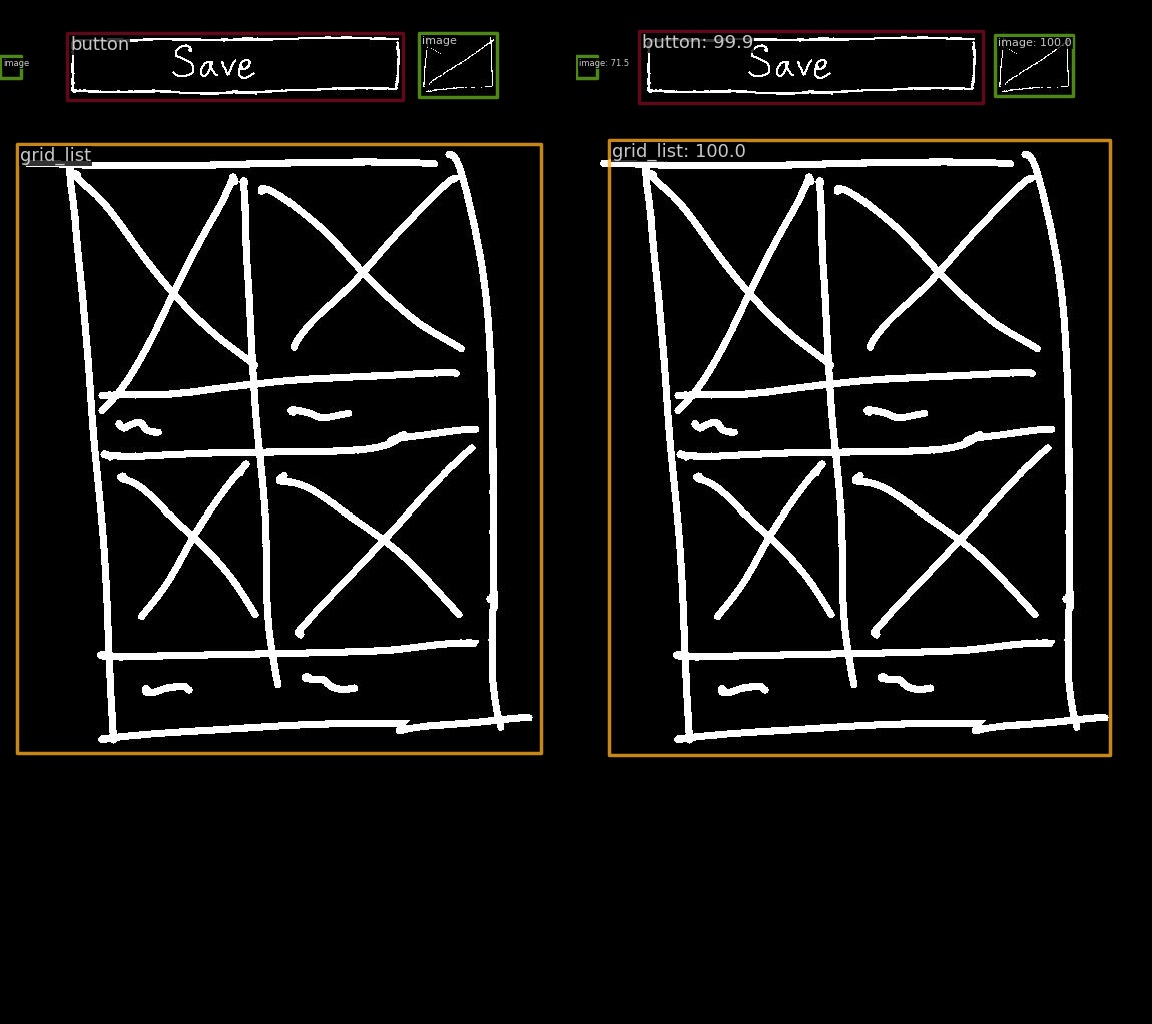 button
image
button: 99.9
image: 100.0
image
Save
image: 71.5
Save
grid_list
grid_list: 100.0